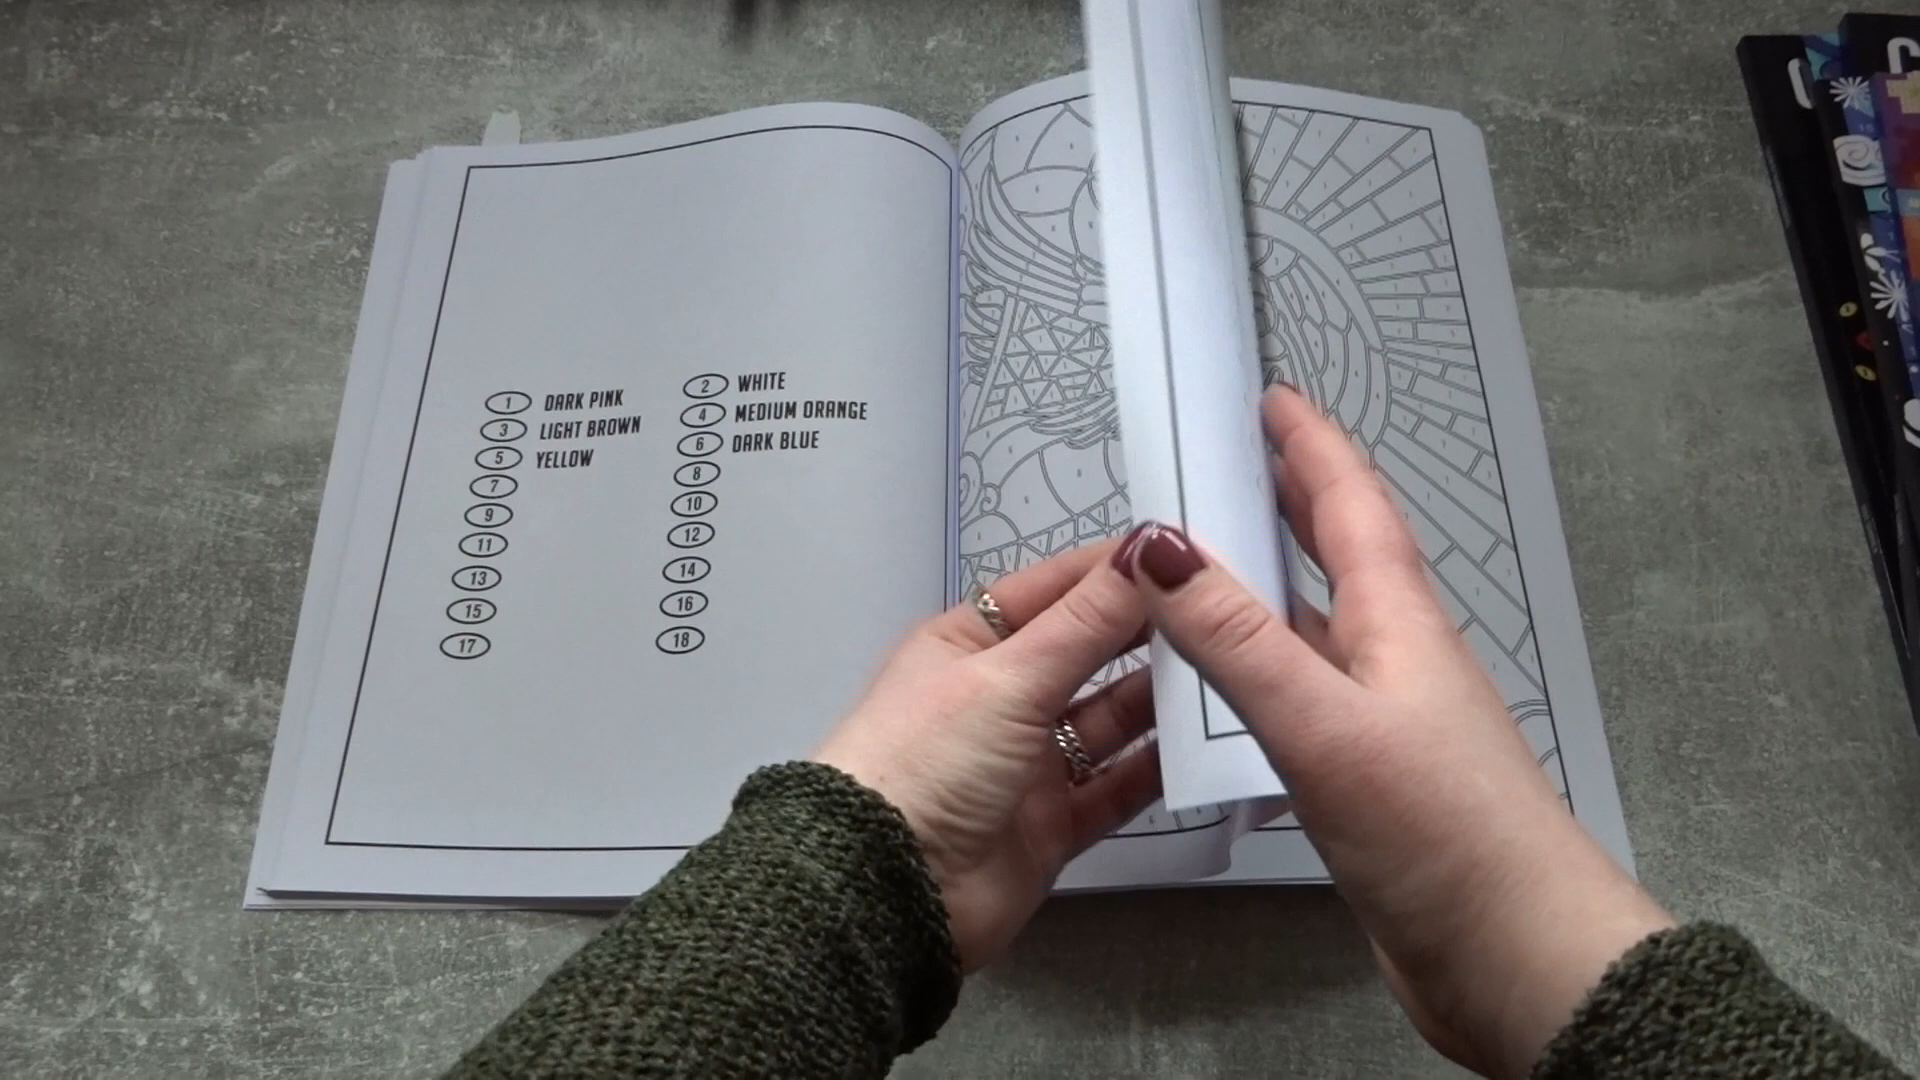 1 DARK PINK 2 WHITE
3 LIGHT BROWN 4 MEDIUM ORANGE
5 YELLOW 6 DARK BLUE
7 8
9 10
11 12
13 14
15 16
17 18